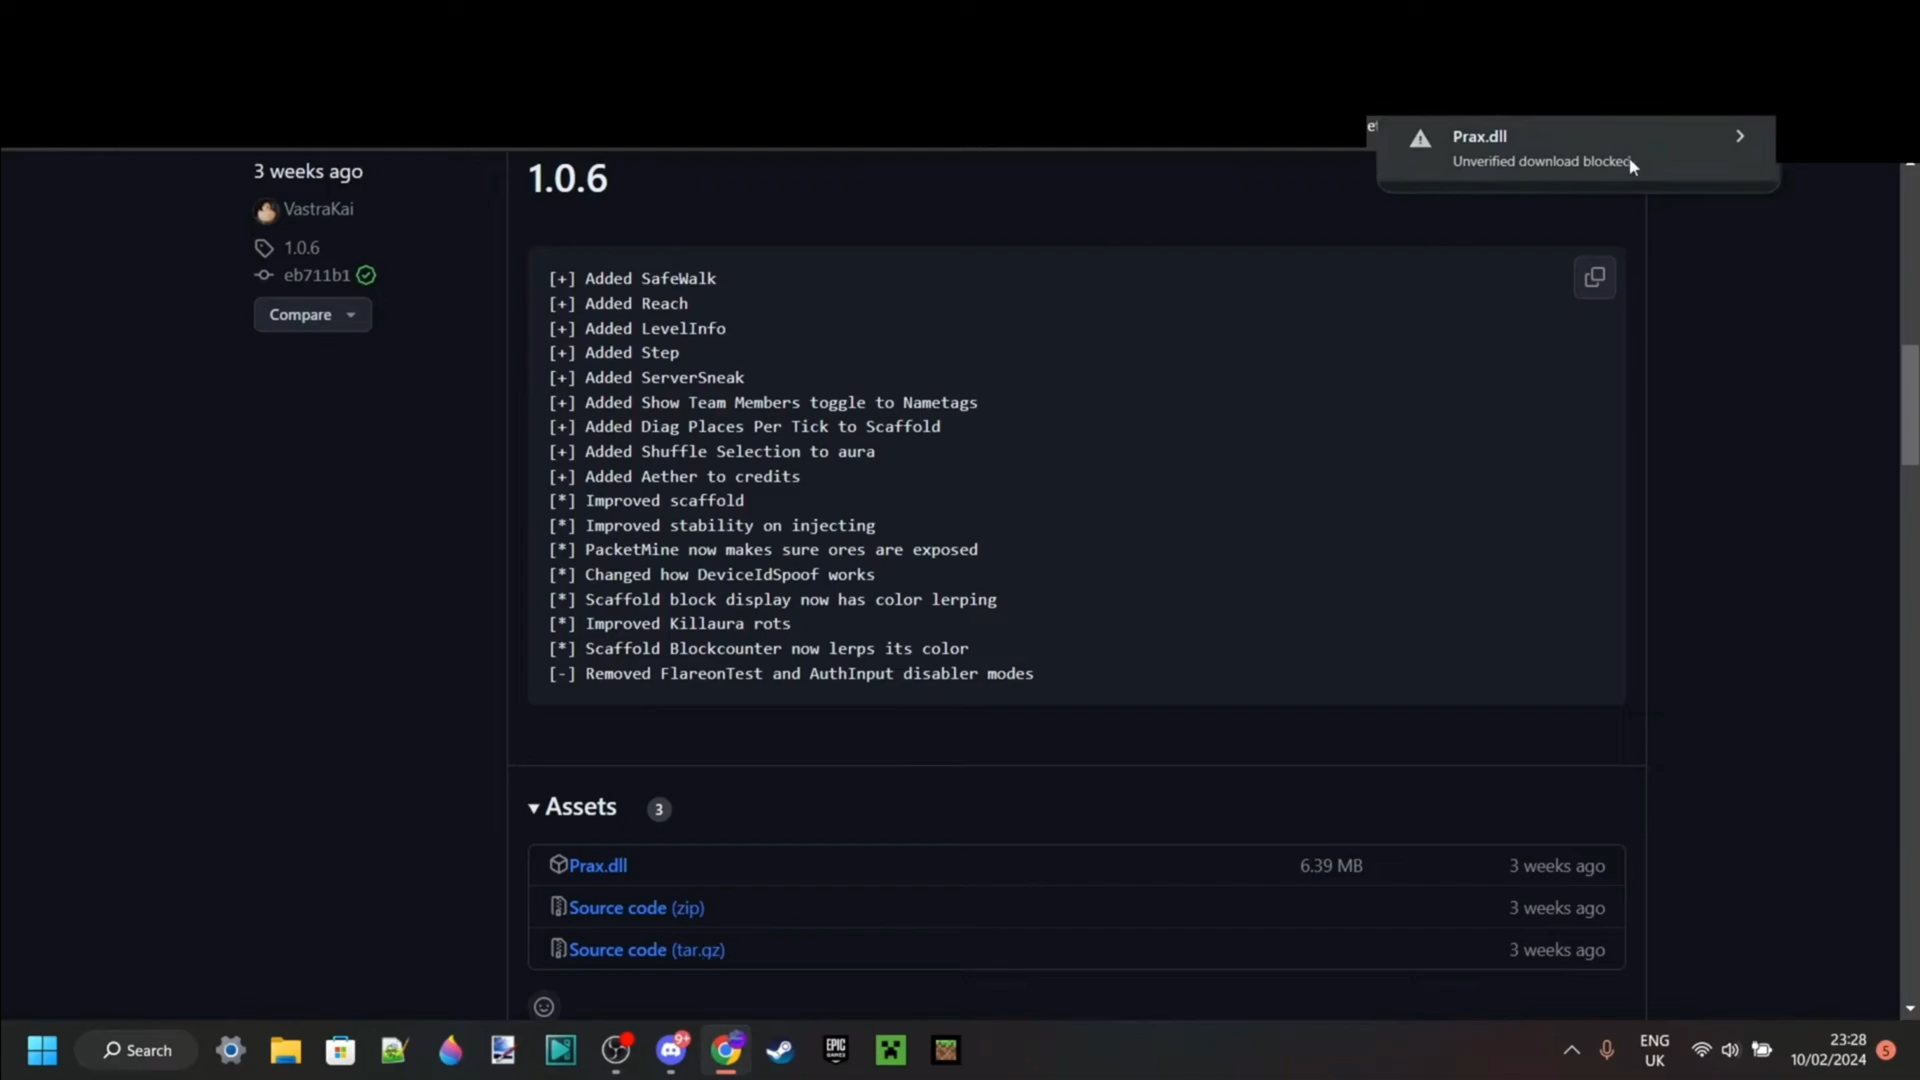 Prax.dll
Unverified download blocked
3 weeks ago
VastraKai
1.0.6
eb711b1
Compare
1.0.6
[+] Added SafeWalk
[+] Added Reach
[+] Added LevelInfo
[+] Added Step
[+] Added ServerSneak
[+] Added Show Team Members toggle to Nametags
[+] Added Diag Places Per Tick to Scaffold
[+] Added Shuffle Selection to aura
[+] Added Aether to credits
[*] Improved scaffold
[*] Improved stability on injecting
[*] PacketMine now makes sure ores are exposed
[*] Changed how DeviceIdSpoof works
[*] Scaffold block display now has color lerping
[*] Improved Killaura rots
[*] Scaffold Blockcounter now lerps its color
[-] Removed FlareonTest and AuthInput disabler modes
Assets 3
Prax.dll 6.39 MB 3 weeks ago
Source code (zip) 3 weeks ago
Source code (tar.gz) 3 weeks ago
Search
9+
EPIC GAMES
ENG
UK
23:28
10/02/2024
5